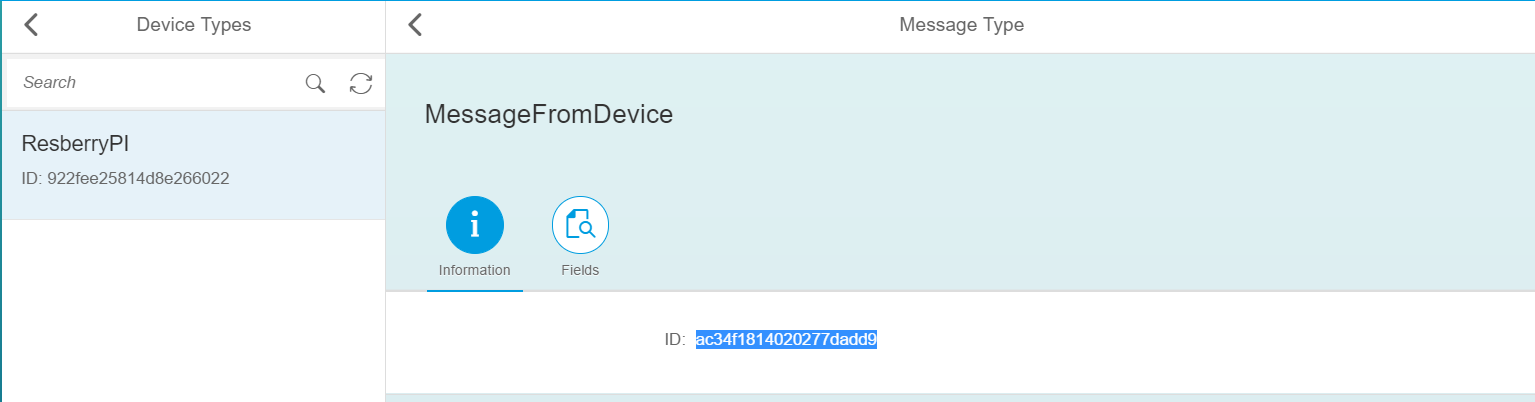 Device Types
Search
ResberryPI
ID: 922fee25814d8e266022
Message Type
MessageFromDevice
Information
Fields
ID: ac34f1814020277dadd9